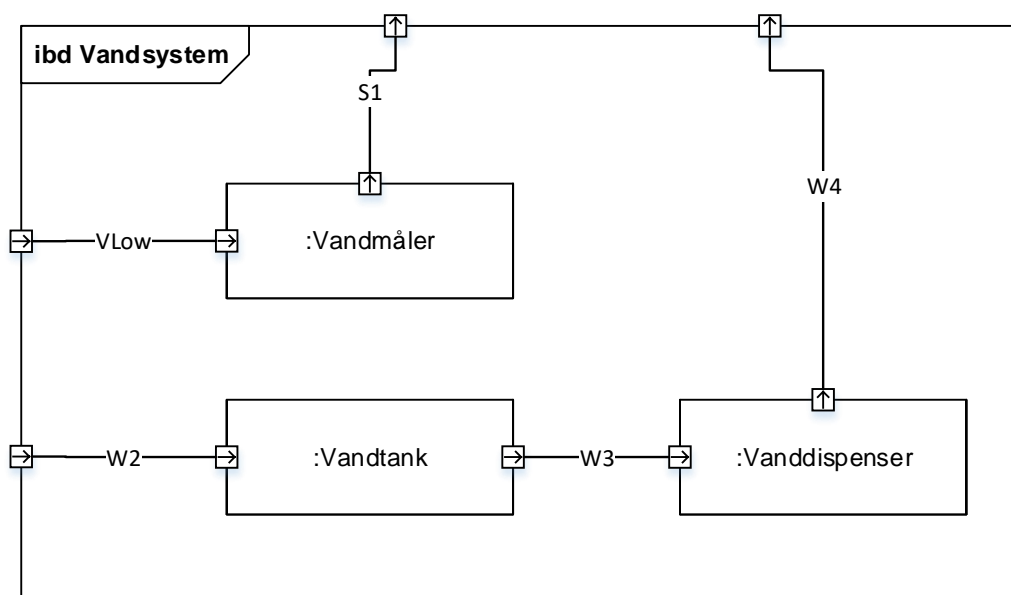 ibd Vandsystem
S1
W4
VLow
:Vandmåler
W2
:Vandtank
W3
:Vanddispenser